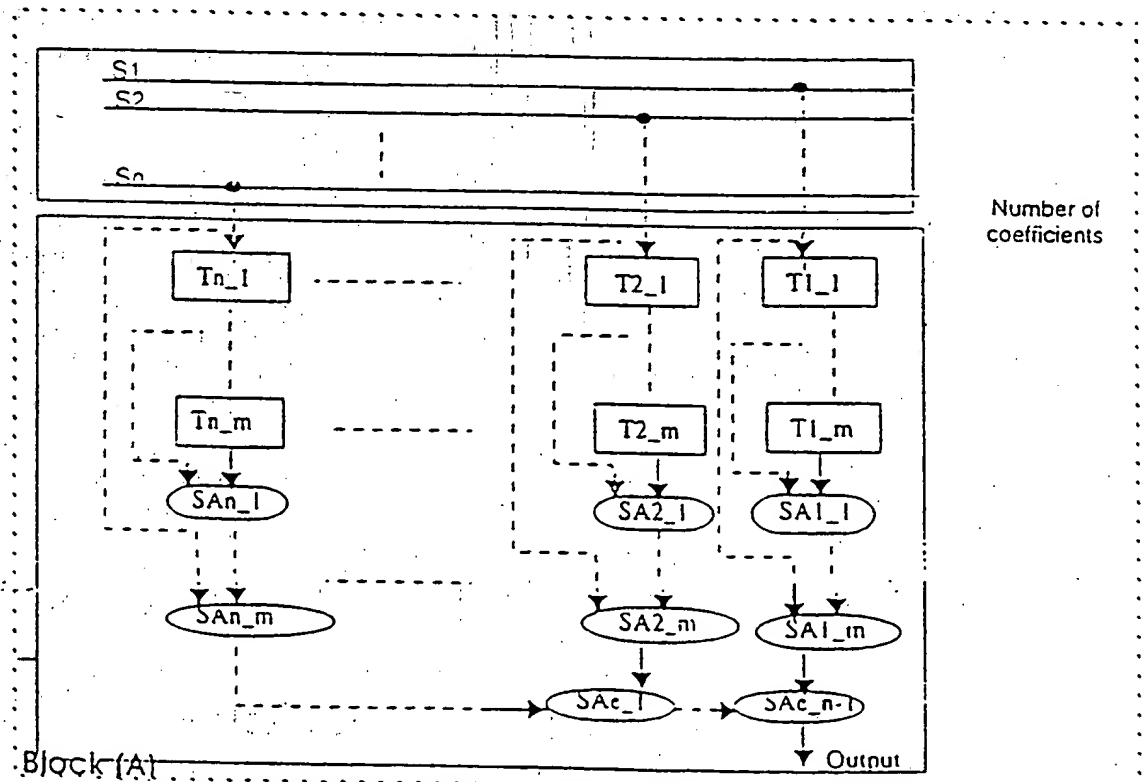 S1
S2
Sn
Number of
coefficients
Tn_1
T2_1
T1_1
Tn_m
T2_m
T1_m
SAn_1
SA2_1
SA1_1
SAn_m
SA2_m
SA1_m
SAc_1
SAc_n-1
Block (A)
Output